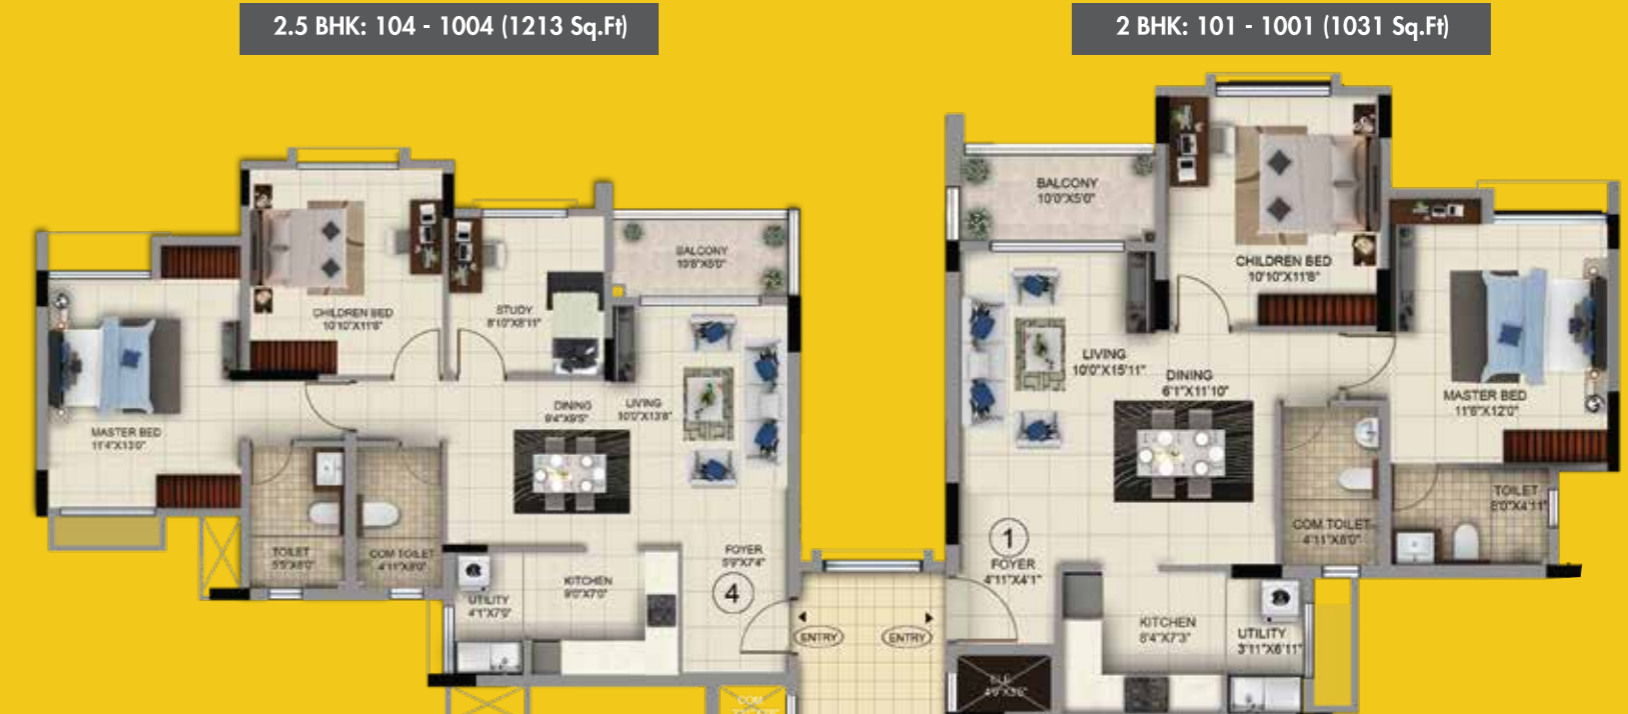 2.5 BHK: 104 - 1004 (1213 Sq.Ft)
2 BHK: 101 - 1001 (1031 Sq.Ft)
BALCONY
10'8"X5'0"
CHILDREN BED
10'10"X11'8"
STUDY
8'10"X8'11"
MASTER BED
11'4"X13'0"
DINING
9'4"X9'5"
LIVING
10'0"X13'8"
TOILET
5'5"X8'0"
COM.TOILET
4'11"X8'0"
FOYER
5'9"X7'4"
4
KITCHEN
9'0"X7'0"
UTILITY
4'1"X7'0"
ENTRY
ENTRY
BALCONY
10'0"X5'0"
CHILDREN BED
10'10"X11'8"
LIVING
10'0"X15'11"
DINING
6'1"X11'10"
MASTER BED
11'6"X12'0"
TOILET
8'0"X4'11"
COM.TOILET
4'11"X8'0"
1
FOYER
4'11"X4'1"
KITCHEN
8'4"X7'3"
UTILITY
3'11"X6'11"
COM.